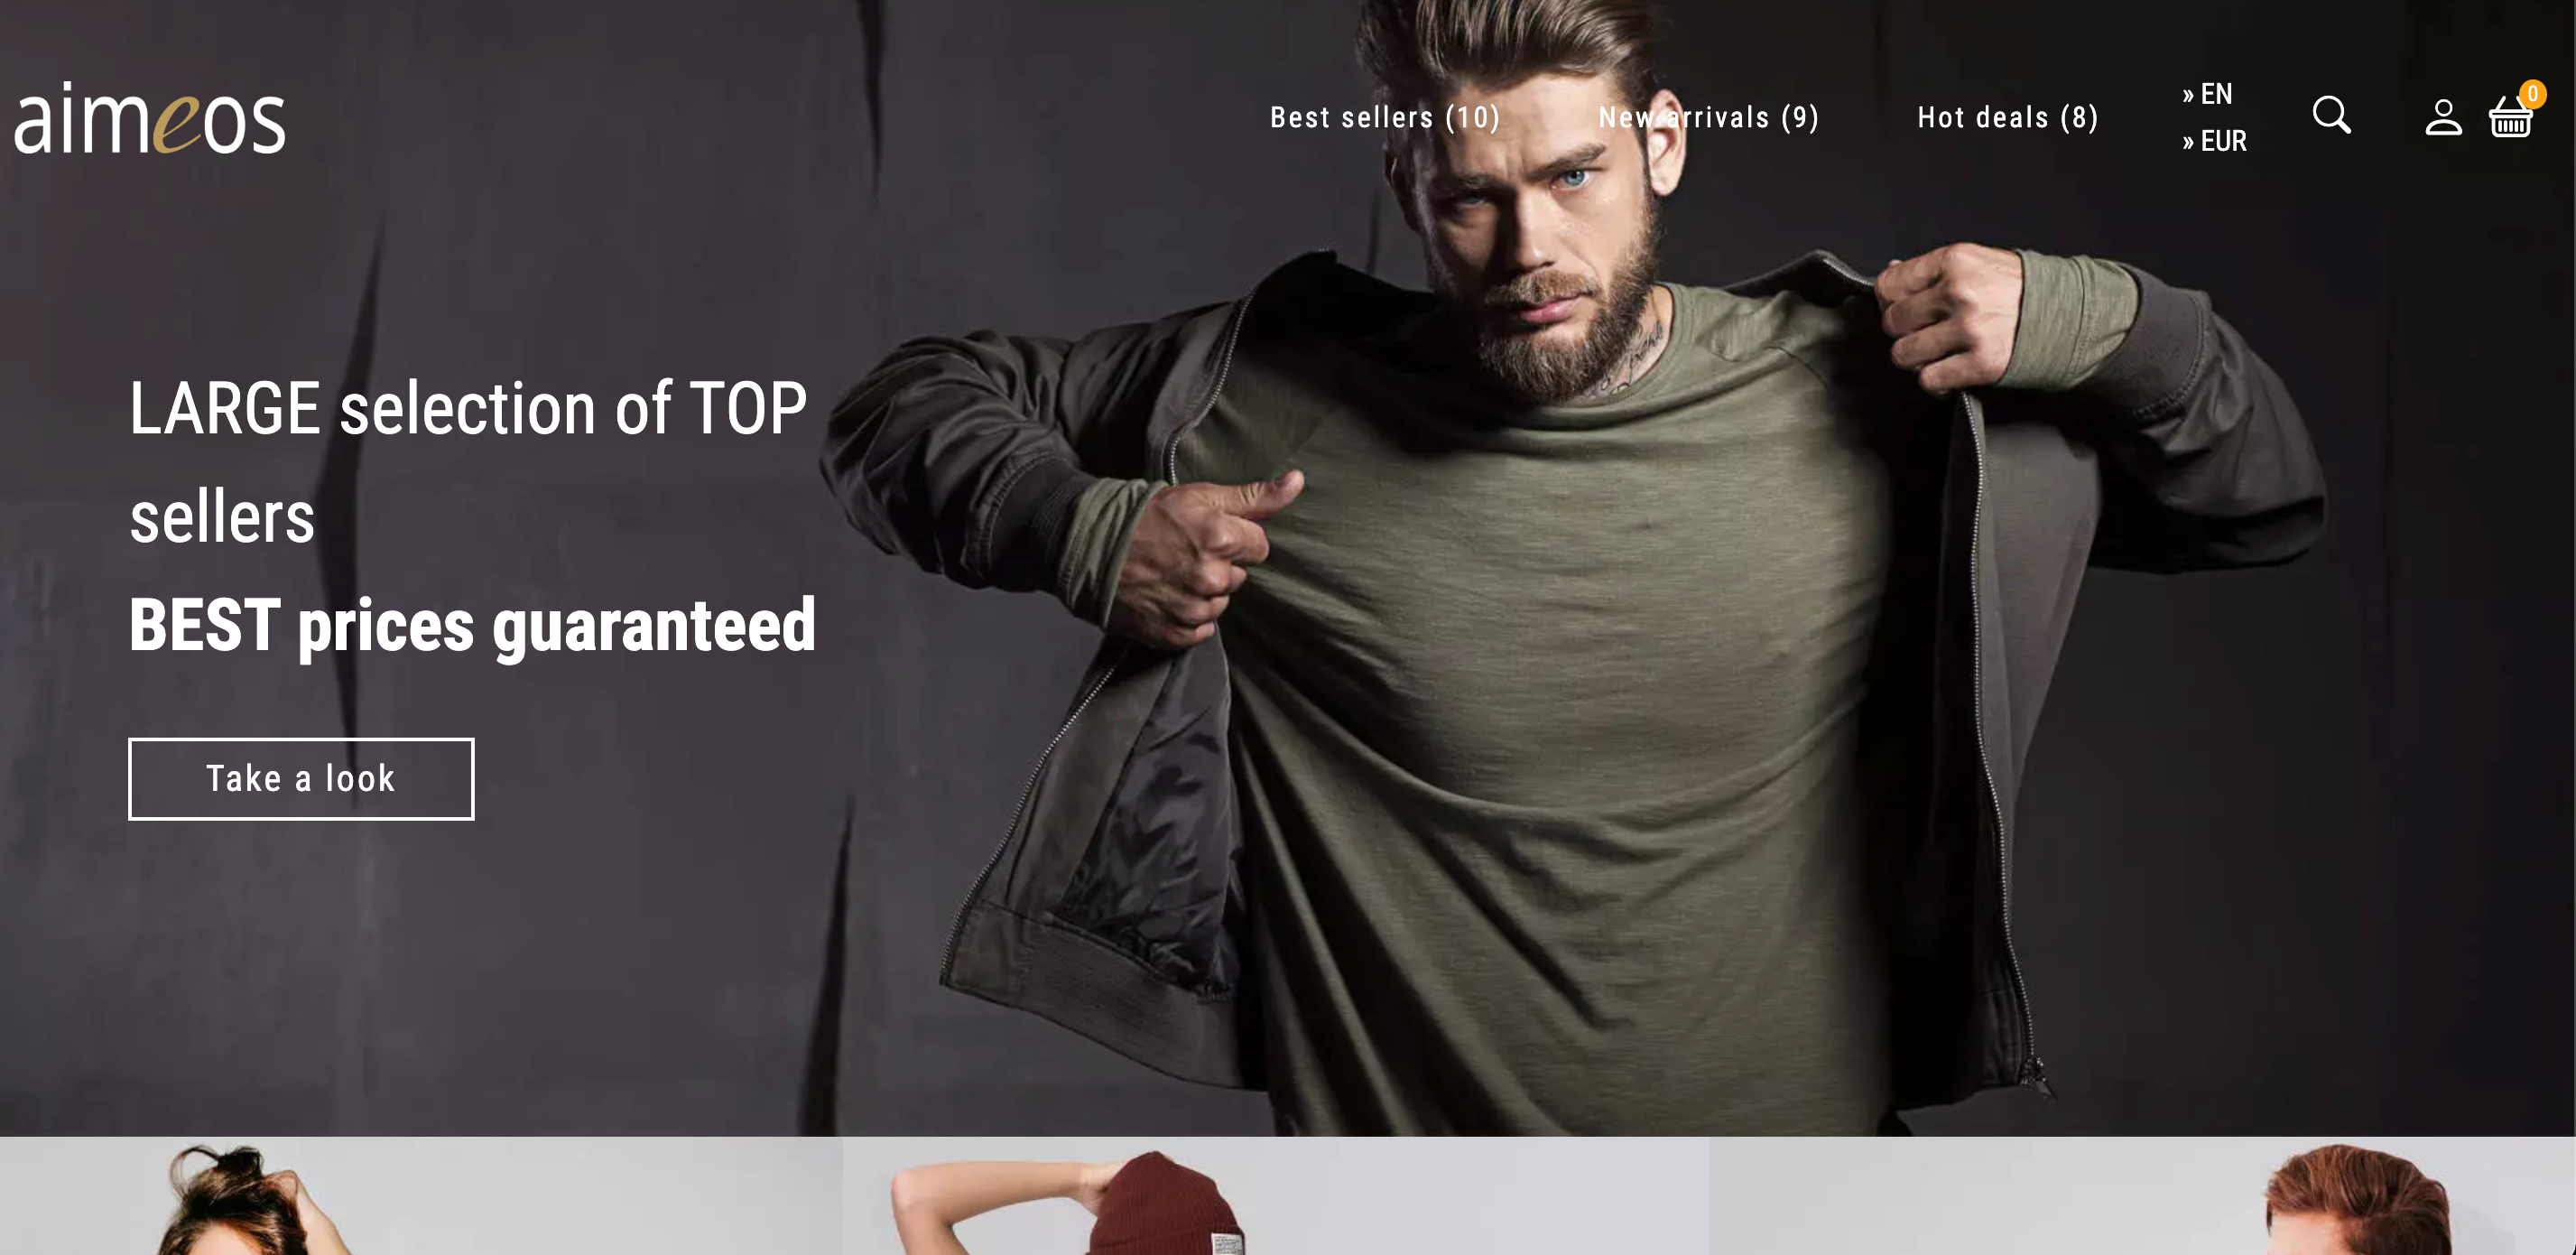 aimeos
Best sellers (10)
New arrivals (9)
Hot deals (8)
» EN
» EUR
0
LARGE selection of TOP
sellers
BEST prices guaranteed
Take a look